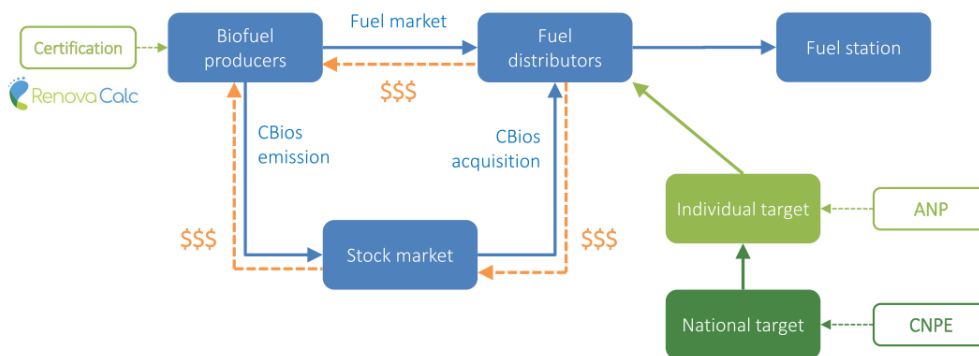 Fuel market
Certification
Biofuel
producers
Fuel
distributors
Fuel station
RenovaCalc
$$$
CBios
emission
CBios
acquisition
Individual target
ANP
$$$
Stock market
$$$
National target
CNPE